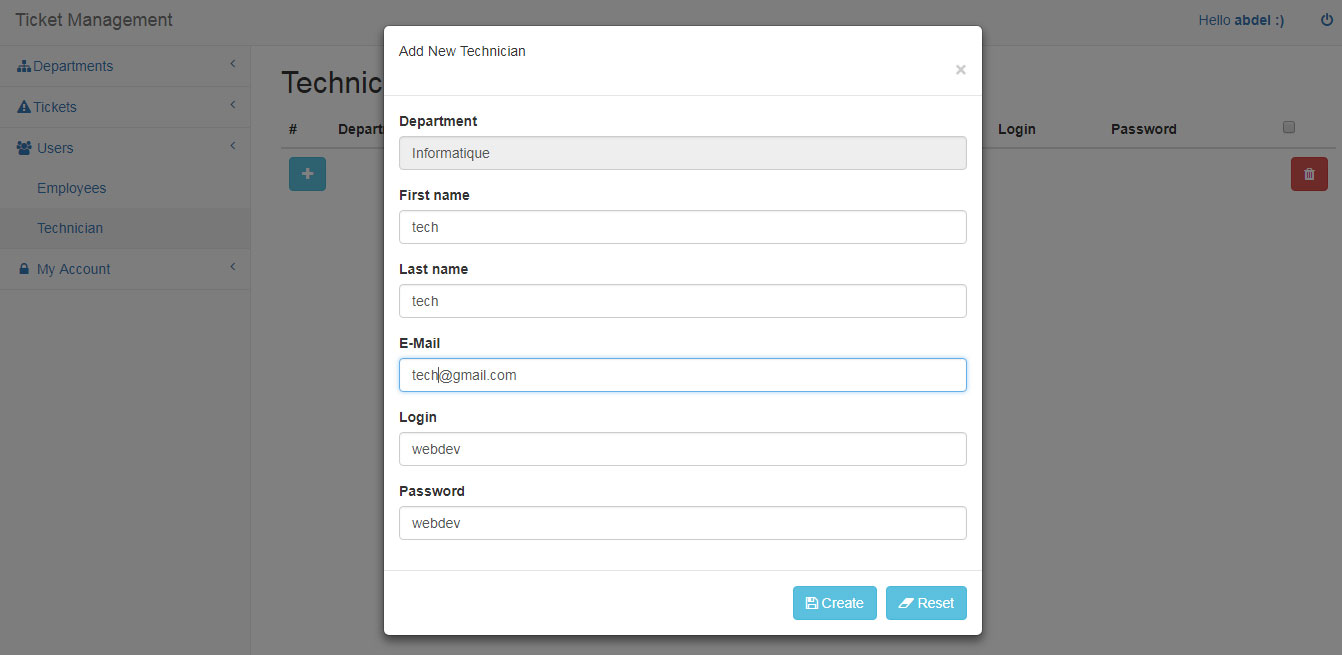 Ticket Management
Hello abdel :)
Departments
Tickets
Users
Employees
Technician
My Account
Technic
# Depart Login Password
Add New Technician
×
Department
Informatique
First name
tech
Last name
tech
E-Mail
tech@gmail.com
Login
webdev
Password
webdev
Create Reset